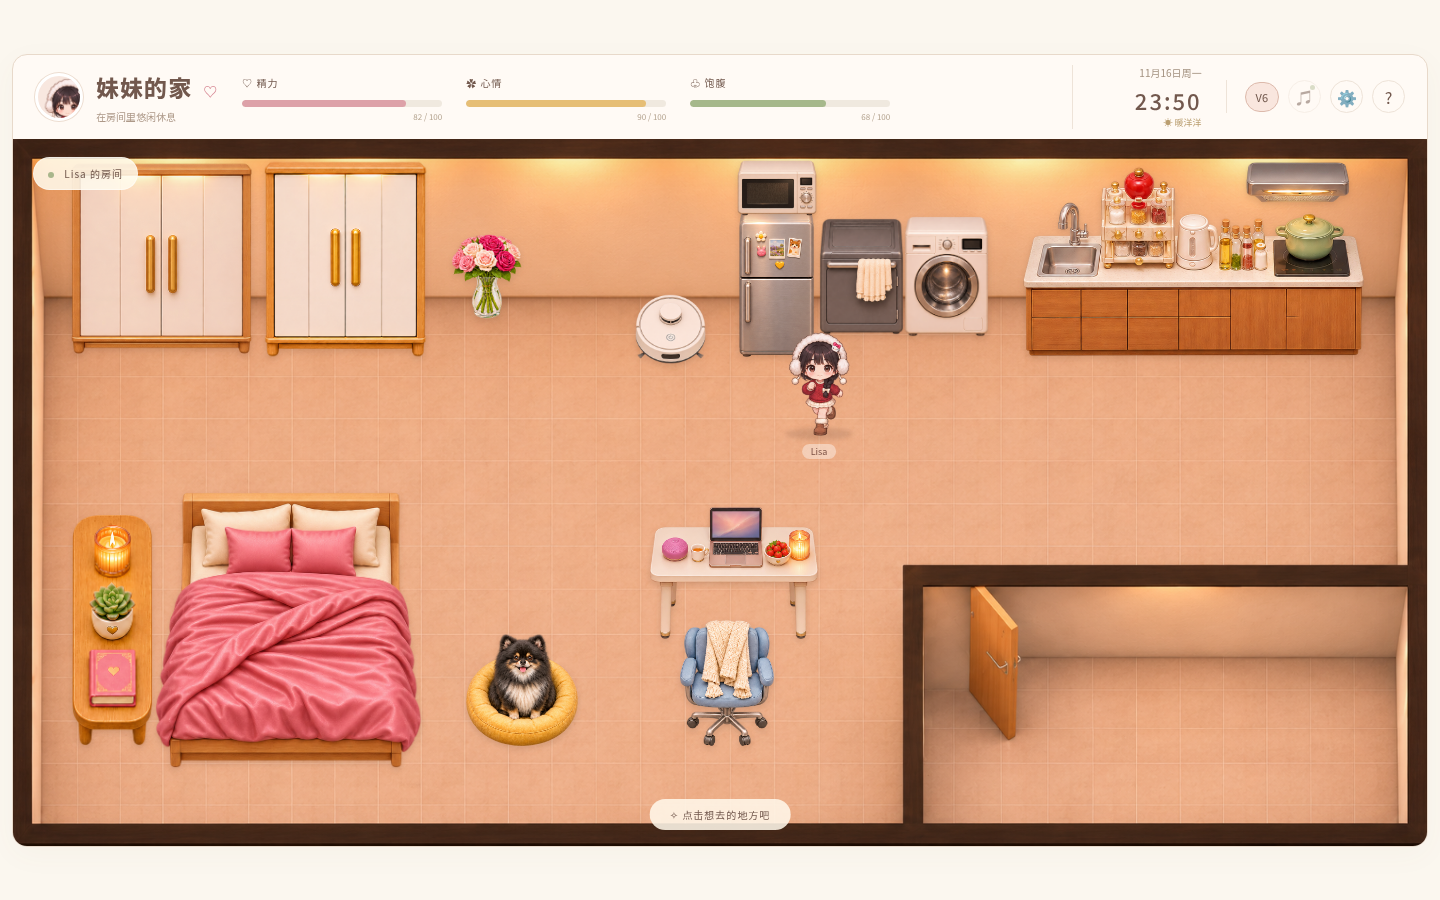 妹妹的家 ♡
在房间里悠闲休息
♡ 精力
82 / 100
✽ 心情
90 / 100
♧ 饱腹
68 / 100
11月16日周一
23:50
☀ 暖洋洋
V6
?
Lisa 的房间
Lisa
✧ 点击想去的地方吧